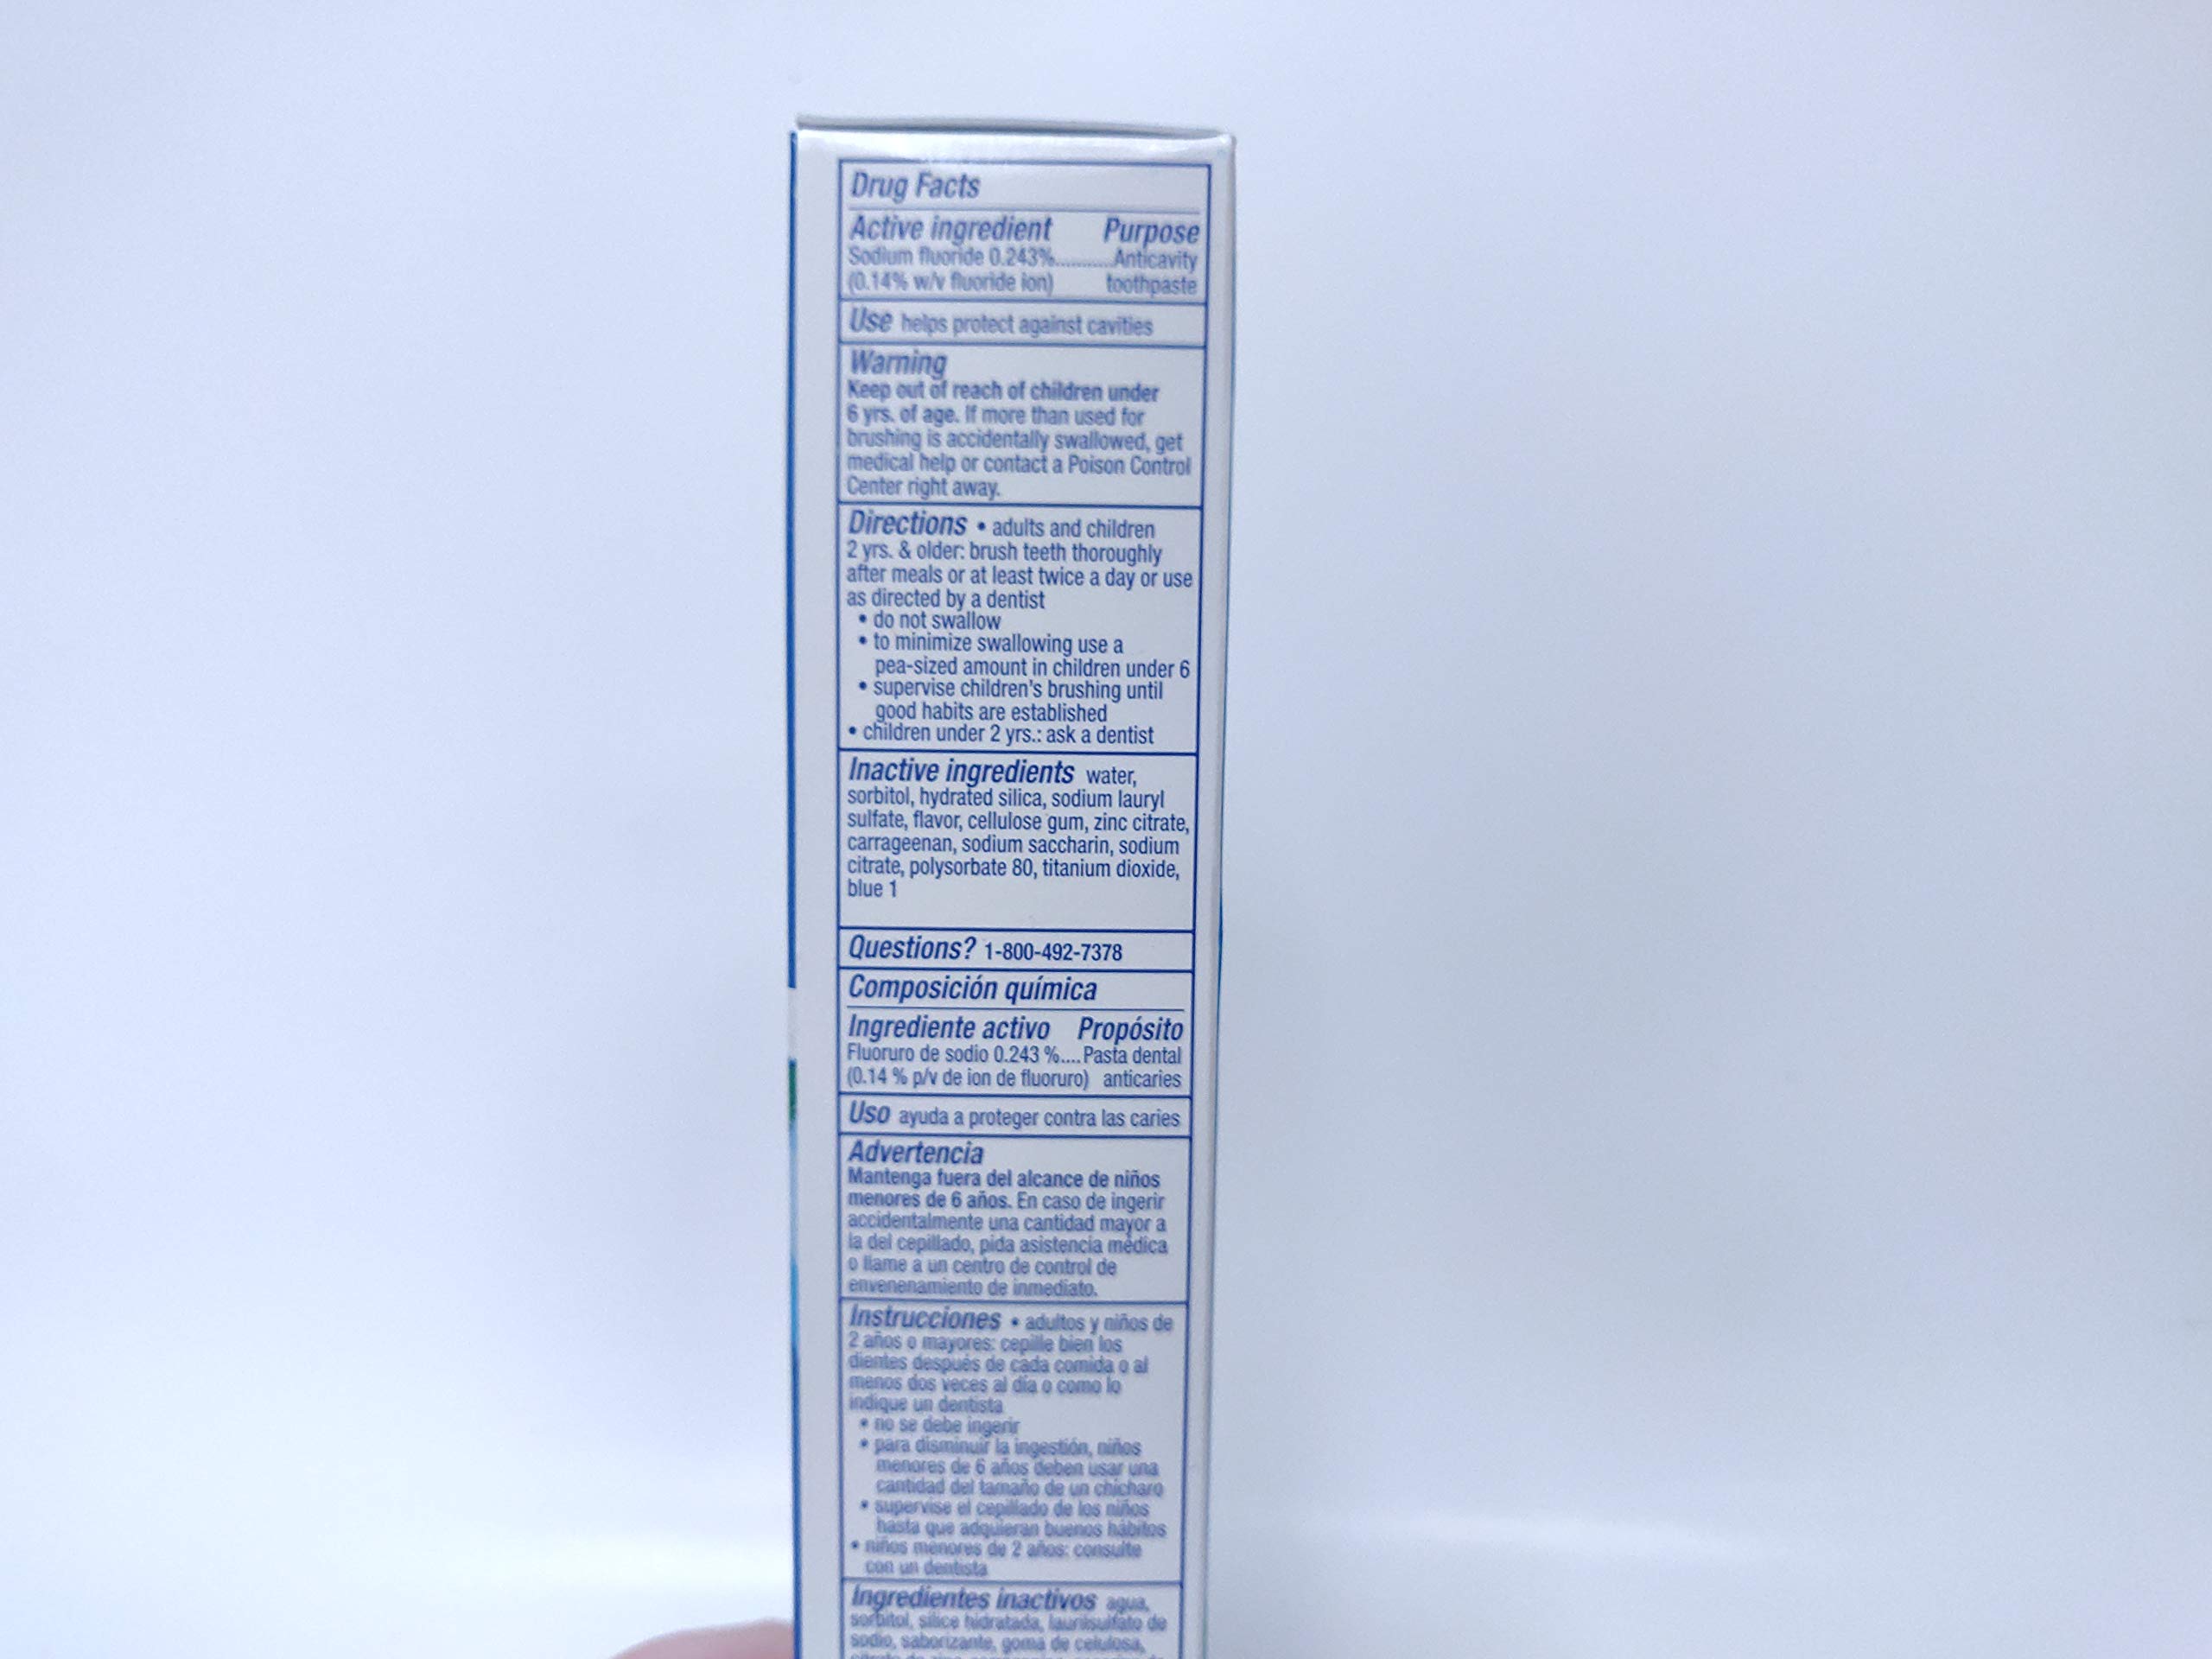 Drug Facts
Active ingredient Purpose
Sodium fluoride 0.243%...........Anticavity
(0.14% w/v fluoride ion) toothpaste
Use helps protect against cavities
Warning
Keep out of reach of children under
6 yrs. of age. If more than used for
brushing is accidentally swallowed, get
medical help or contact a Poison Control
Center right away.
Directions • adults and children
2 yrs. & older: brush teeth thoroughly
after meals or at least twice a day or use
as directed by a dentist
• do not swallow
• to minimize swallowing use a
pea-sized amount in children under 6
• supervise children's brushing until
good habits are established
• children under 2 yrs.: ask a dentist
Inactive ingredients water,
sorbitol, hydrated silica, sodium lauryl
sulfate, flavor, cellulose gum, zinc citrate,
carrageenan, sodium saccharin, sodium
citrate, polysorbate 80, titanium dioxide,
blue 1
Questions? 1-800-492-7378
Composición química
Ingrediente activo Propósito
Fluoruro de sodio 0.243 %....Pasta dental
(0.14 % p/v de ion de fluoruro) anticaries
Uso ayuda a proteger contra las caries
Advertencia
Mantenga fuera del alcance de niños
menores de 6 años. En caso de ingerir
accidentalmente una cantidad mayor a
la del cepillado, pida asistencia médica
o llame a un centro de control de
envenenamiento de inmediato.
Instrucciones • adultos y niños de
2 años o mayores: cepille bien los
dientes después de cada comida o al
menos dos veces al día o como lo
indique un dentista
• no se debe ingerir
• para disminuir la ingestión, niños
menores de 6 años deben usar una
cantidad del tamaño de un chícharo
• supervise el cepillado de los niños
hasta que adquieran buenos hábitos
• niños menores de 2 años: consulte
con un dentista
Ingredientes inactivos agua,
sorbitol, sílice hidratada, laurilsulfato de
sodio, saborizante, goma de celulosa,